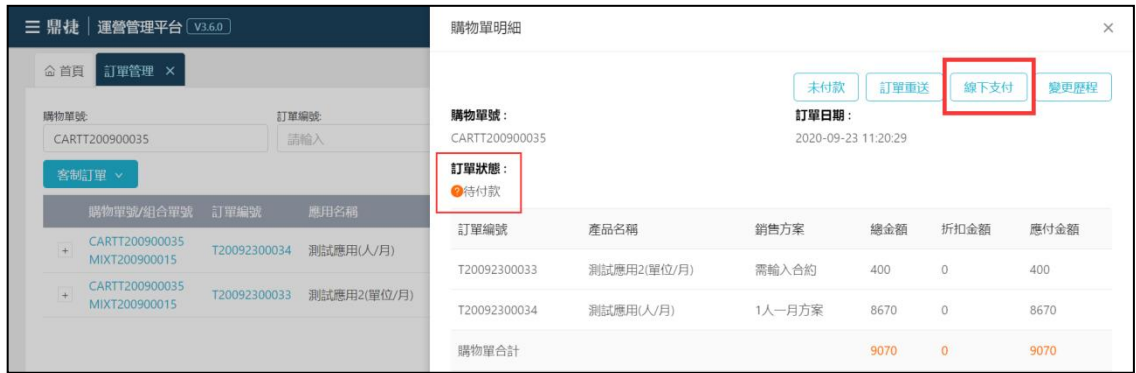 鼎捷 運營管理平台 V3.6.0
首頁 訂單管理 ×
購物單號: 訂單編號:
CARTT200900035 請輸入
客制訂單
購物單號/組合單號 訂單編號 應用名稱
+ CARTT200900035 T20092300034 測試應用(人/月)
MIXT200900015
+ CARTT200900035 T20092300033 測試應用2(單位/月)
MIXT200900015
購物單明細 ×
未付款 訂單重送 線下支付 變更歷程
購物單號： 訂單日期：
CARTT200900035 2020-09-23 11:20:29
訂單狀態：
?待付款
訂單編號 產品名稱 銷售方案 總金額 折扣金額 應付金額
T20092300033 測試應用2(單位/月) 需輸入合約 400 0 400
T20092300034 測試應用(人/月) 1人一月方案 8670 0 8670
購物單合計 9070 0 9070